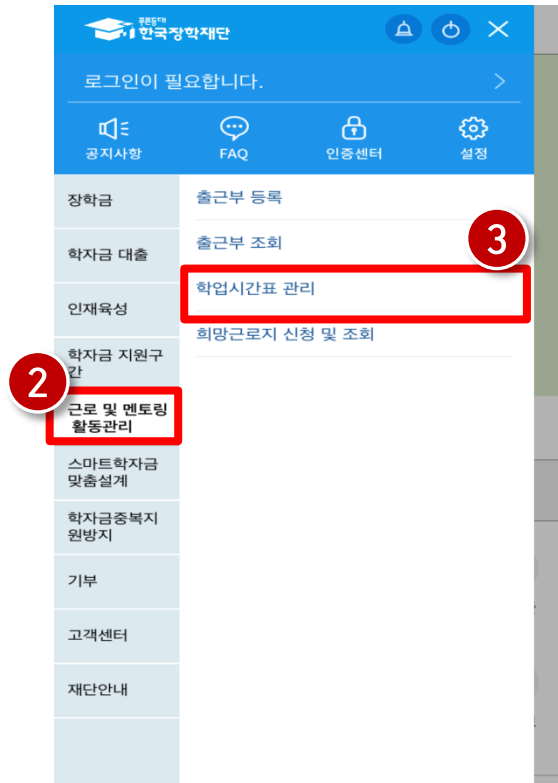 푸른등대
한국장학재단
로그인이 필요합니다.
공지사항
FAQ
인증센터
설정
장학금
학자금 대출
인재육성
학자금 지원구
간
2
근로 및 멘토링
활동관리
스마트학자금
맞춤설계
학자금중복지
원방지
기부
고객센터
재단안내
출근부 등록
출근부 조회
3
학업시간표 관리
희망근로지 신청 및 조회